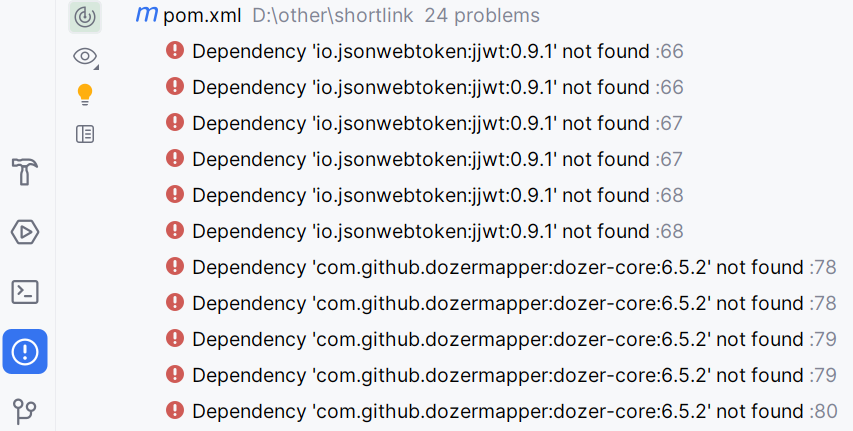 m pom.xml D:\other\shortlink 24 problems
Dependency 'io.jsonwebtoken:jjwt:0.9.1' not found :66
Dependency 'io.jsonwebtoken:jjwt:0.9.1' not found :66
Dependency 'io.jsonwebtoken:jjwt:0.9.1' not found :67
Dependency 'io.jsonwebtoken:jjwt:0.9.1' not found :67
Dependency 'io.jsonwebtoken:jjwt:0.9.1' not found :68
Dependency 'io.jsonwebtoken:jjwt:0.9.1' not found :68
Dependency 'com.github.dozermapper:dozer-core:6.5.2' not found :78
Dependency 'com.github.dozermapper:dozer-core:6.5.2' not found :78
Dependency 'com.github.dozermapper:dozer-core:6.5.2' not found :79
Dependency 'com.github.dozermapper:dozer-core:6.5.2' not found :79
Dependency 'com.github.dozermapper:dozer-core:6.5.2' not found :80